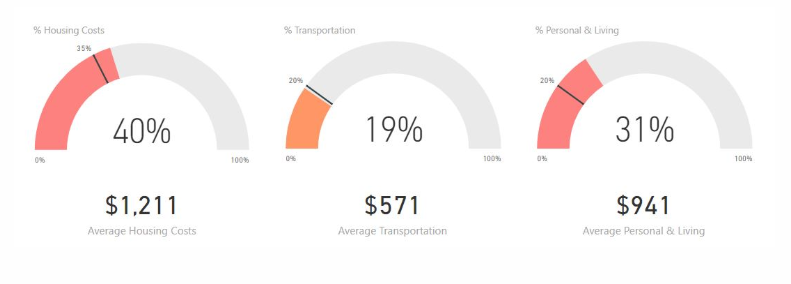 % Housing Costs
35%
40%
0%
100%
$1,211
Average Housing Costs
% Transportation
20%
19%
0%
100%
$571
Average Transportation
% Personal & Living
20%
31%
0%
100%
$941
Average Personal & Living